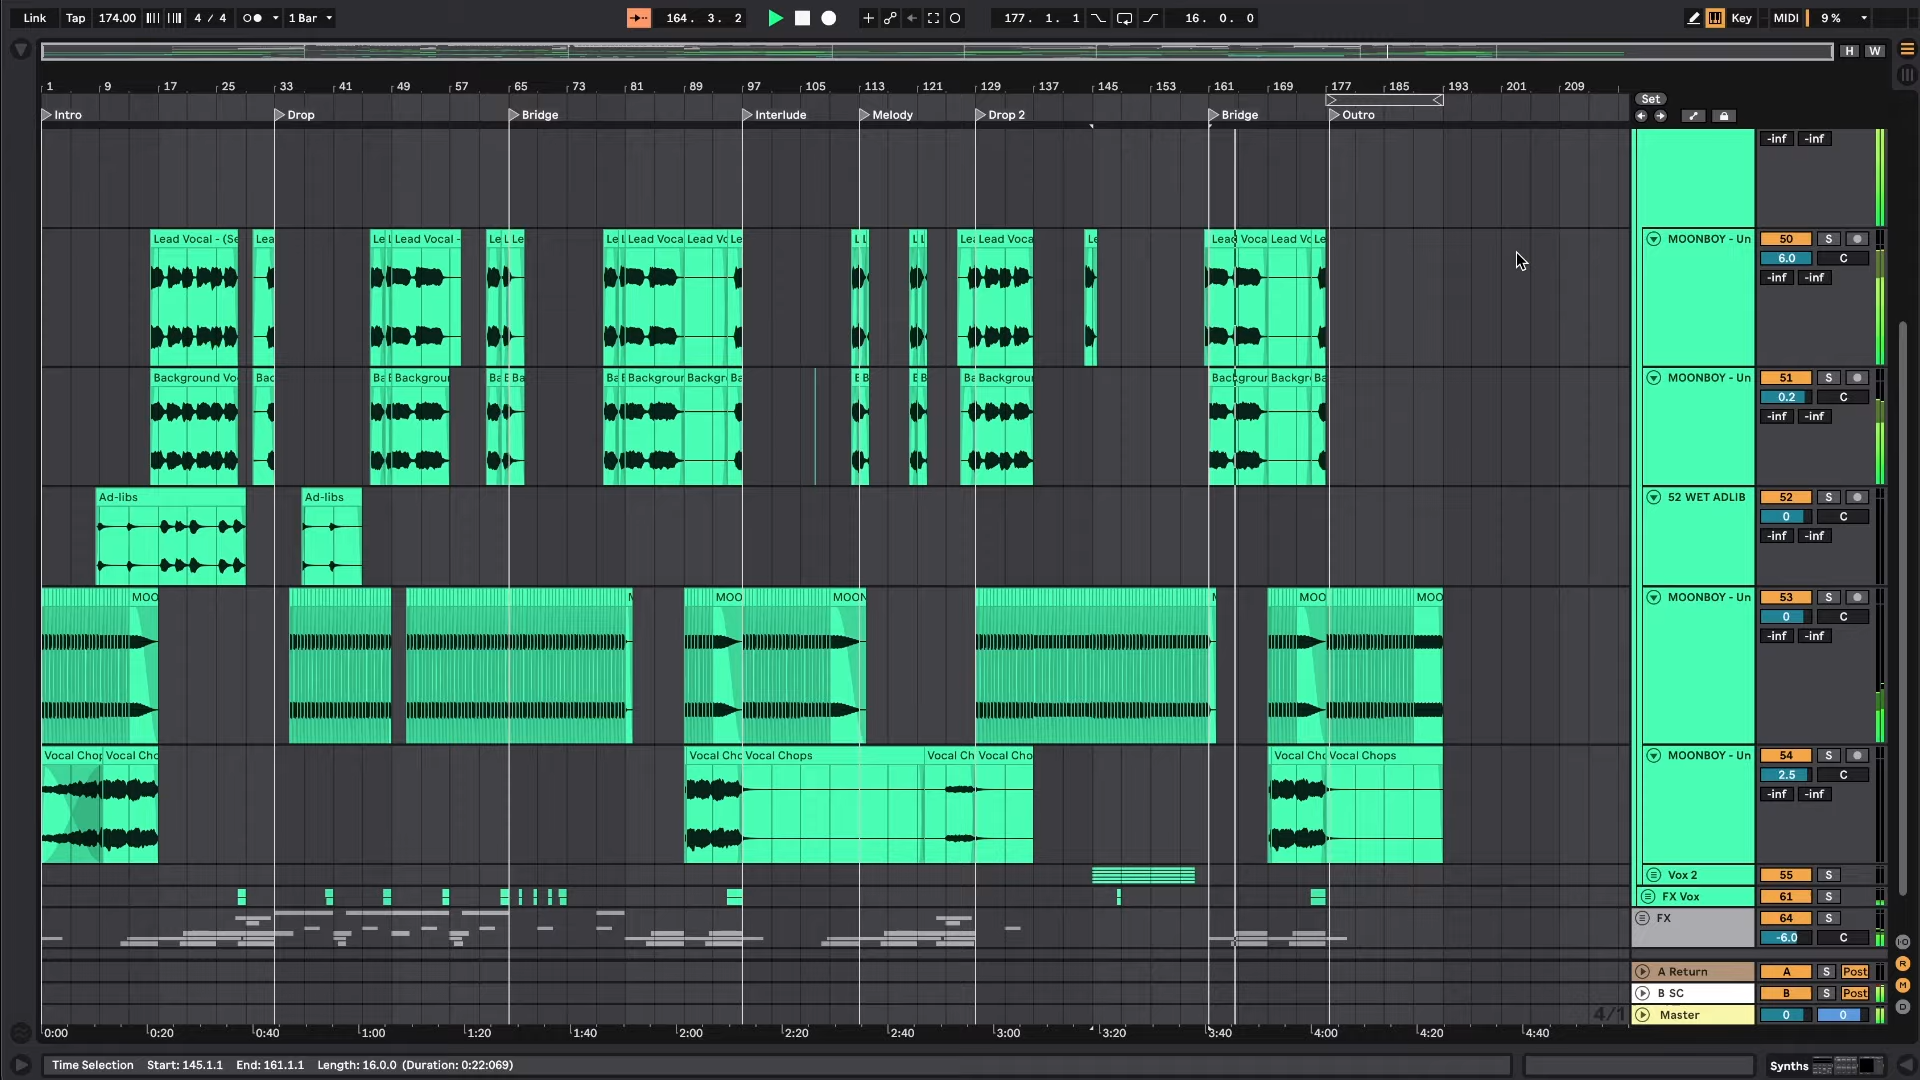 Link Tap 174.00 4 / 4 1 Bar 164. 3. 2 177. 1. 1 16. 0. 0 Key MIDI 9 %
H W
1 9 17 25 33 41 49 57 65 73 81 89 97 105 113 121 129 137 145 153 161 169 177 185 193 201 209
Set
Intro Drop Bridge Interlude Melody Drop 2 Bridge Outro
-inf -inf
Lead Vocal - (Se Lea Le L Lead Vocal - Le L Le Le L Lead Voca Lead Vc Le L L L L Lea Lead Voca Le Lead Voca Lead Vc Le
MOONBOY - Un 50 S
6.0 C
-inf -inf
Background Vo Bac Ba E Backgroun Ba E Ba Ba E Background Backgr Ba E B E B Ba Backgroun Background Backgr Ba
MOONBOY - Un 51 S
0.2 C
-inf -inf
Ad-libs Ad-libs
52 WET ADLIB 52 S
0 C
-inf -inf
MOO MOO MOON MOO MOO
MOONBOY - Un 53 S
0 C
-inf -inf
Vocal Chop Vocal Cho Vocal Cho Vocal Chops Vocal Ch Vocal Cho Vocal Cho Vocal Chops
MOONBOY - Un 54 S
2.5 C
-inf -inf
Vox 2 55 S
FX Vox 61 S
FX 64 S
-6.0 C
A Return A S Post
B SC B S Post
4/1
Master 0 0
0:00 0:20 0:40 1:00 1:20 1:40 2:00 2:20 2:40 3:00 3:20 3:40 4:00 4:20 4:40
Time Selection Start: 145.1.1 End: 161.1.1 Length: 16.0.0 (Duration: 0:22:069)
Synths